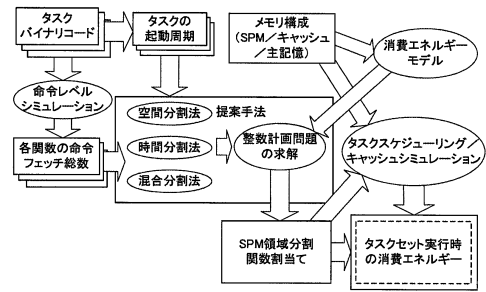 タスク
バイナリコード
タスクの
起動周期
メモリ構成
(SPM/キャッシュ
/主記憶)
消費エネルギー
モデル
命令レベル
シミュレーション
各関数の命令
フェッチ総数
空間分割法
提案手法
時間分割法
混合分割法
整数計画問題
の求解
タスクスケジューリング/
キャッシュシミュレーション
SPM領域分割
関数割当て
タスクセット実行時
の消費エネルギー